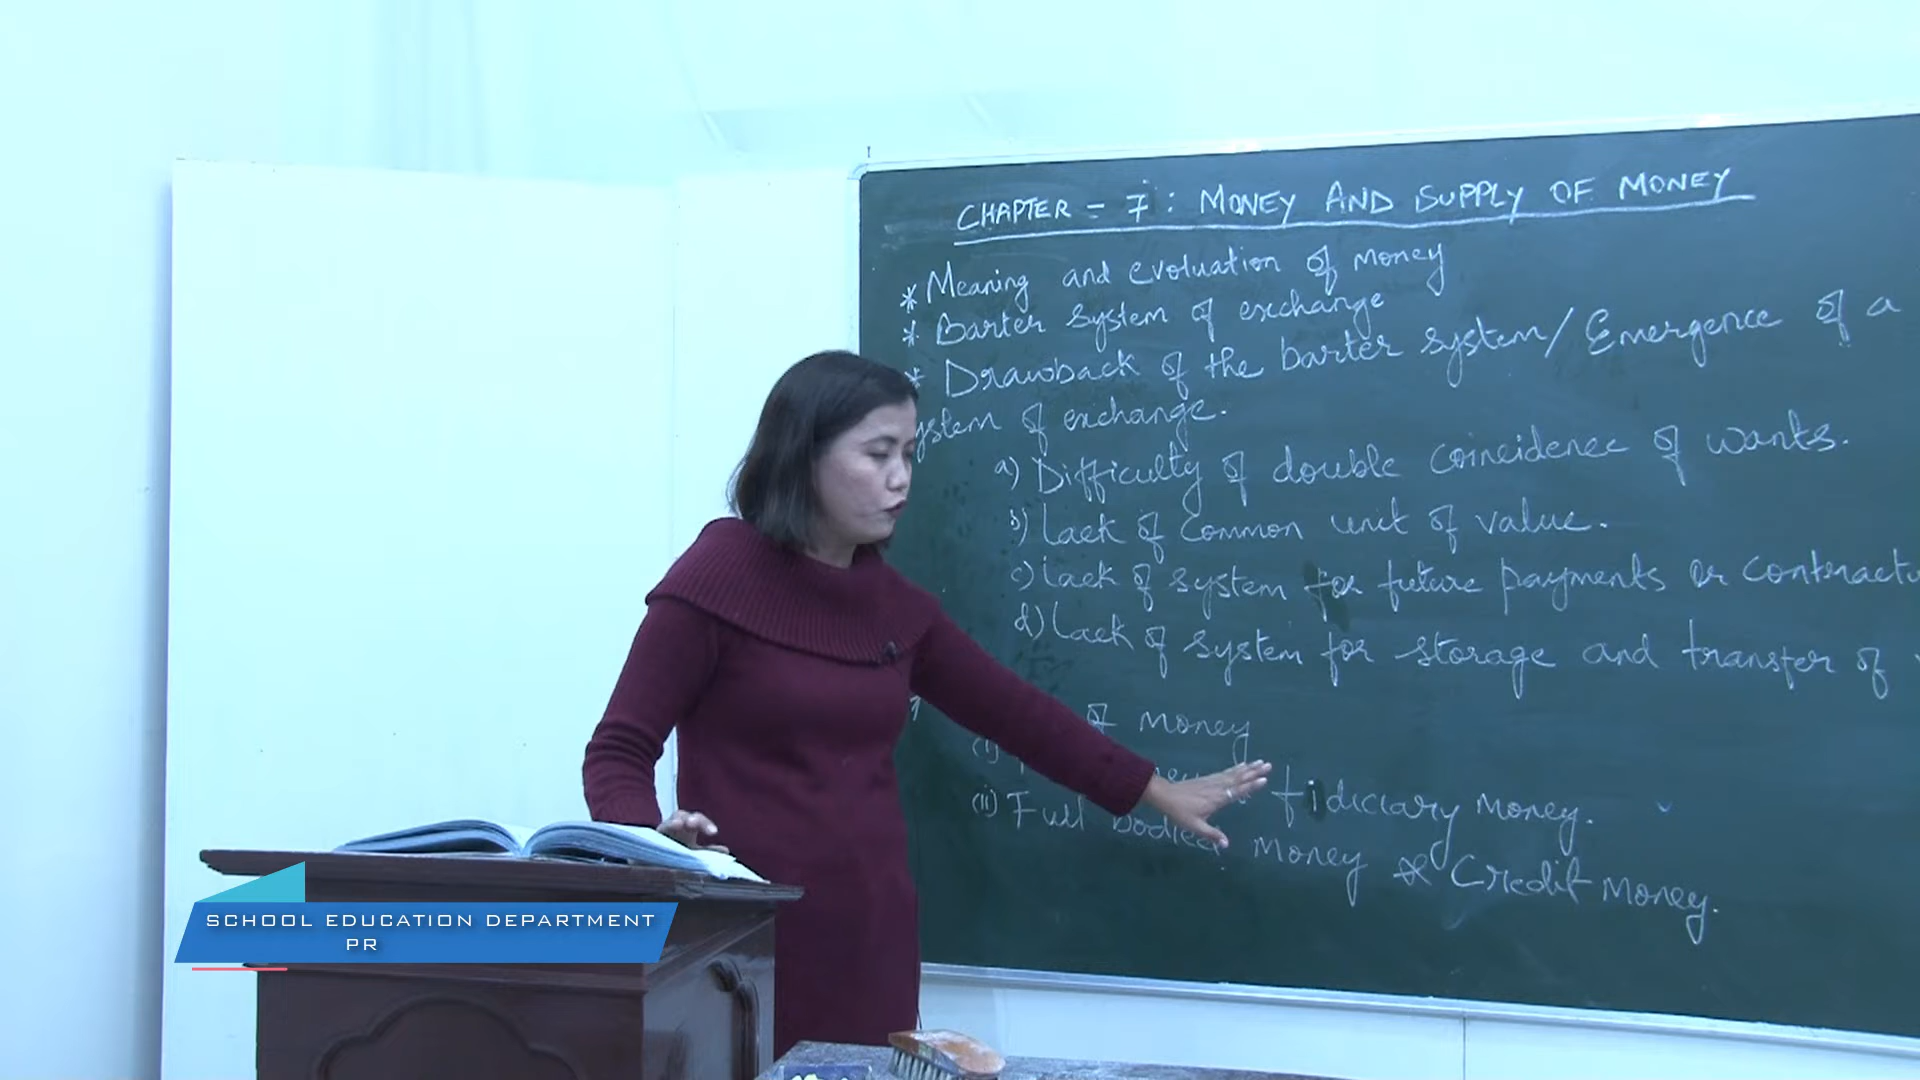 CHAPTER - 7 : MONEY AND SUPPLY OF MONEY
* Meaning and evoluation of money
* Barter system of exchange
* Drawback of the barter system/ Emergence of a
ystem of exchange.
a) Difficulty of double coincidence of wants.
b) Lack of common unit of value.
c) Lack of system for future payments or contractu
d) Lack of system for storage and transfer of
of money
(i) fidiciary money.
(ii) Full bodied money & Credit money.
SCHOOL EDUCATION DEPARTMENT
PR